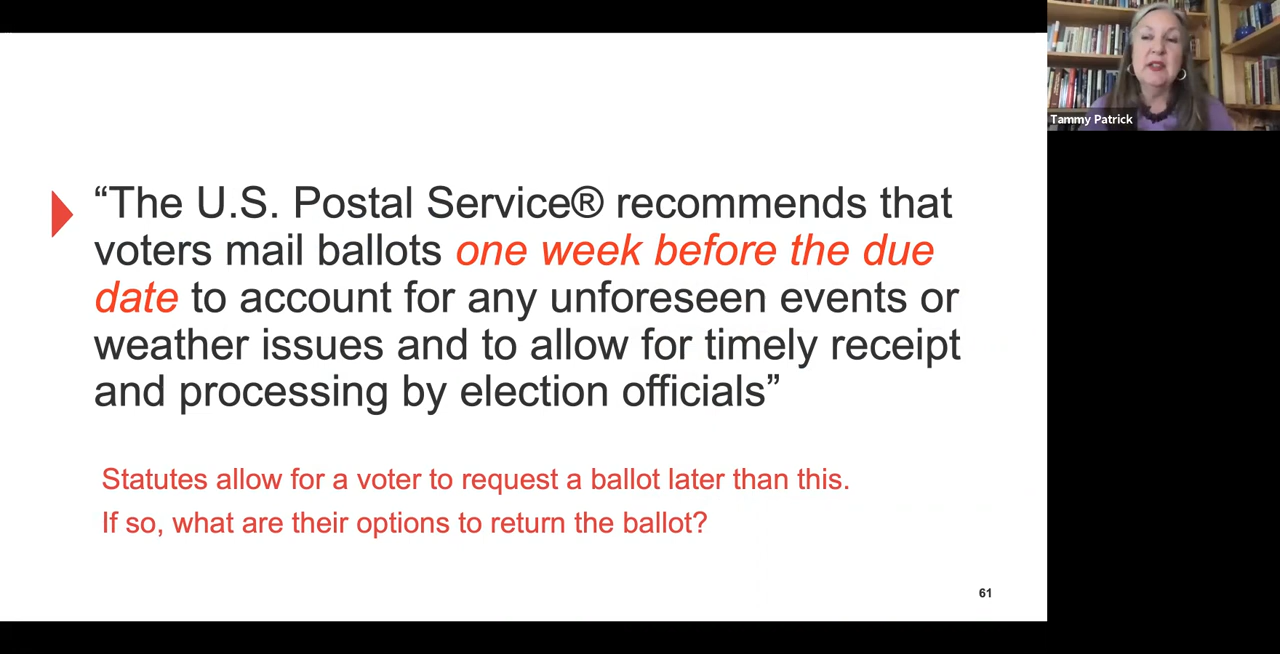 “The U.S. Postal Service® recommends that
voters mail ballots one week before the due
date to account for any unforeseen events or
weather issues and to allow for timely receipt
and processing by election officials”
Statutes allow for a voter to request a ballot later than this.
If so, what are their options to return the ballot?
61
Tammy Patrick